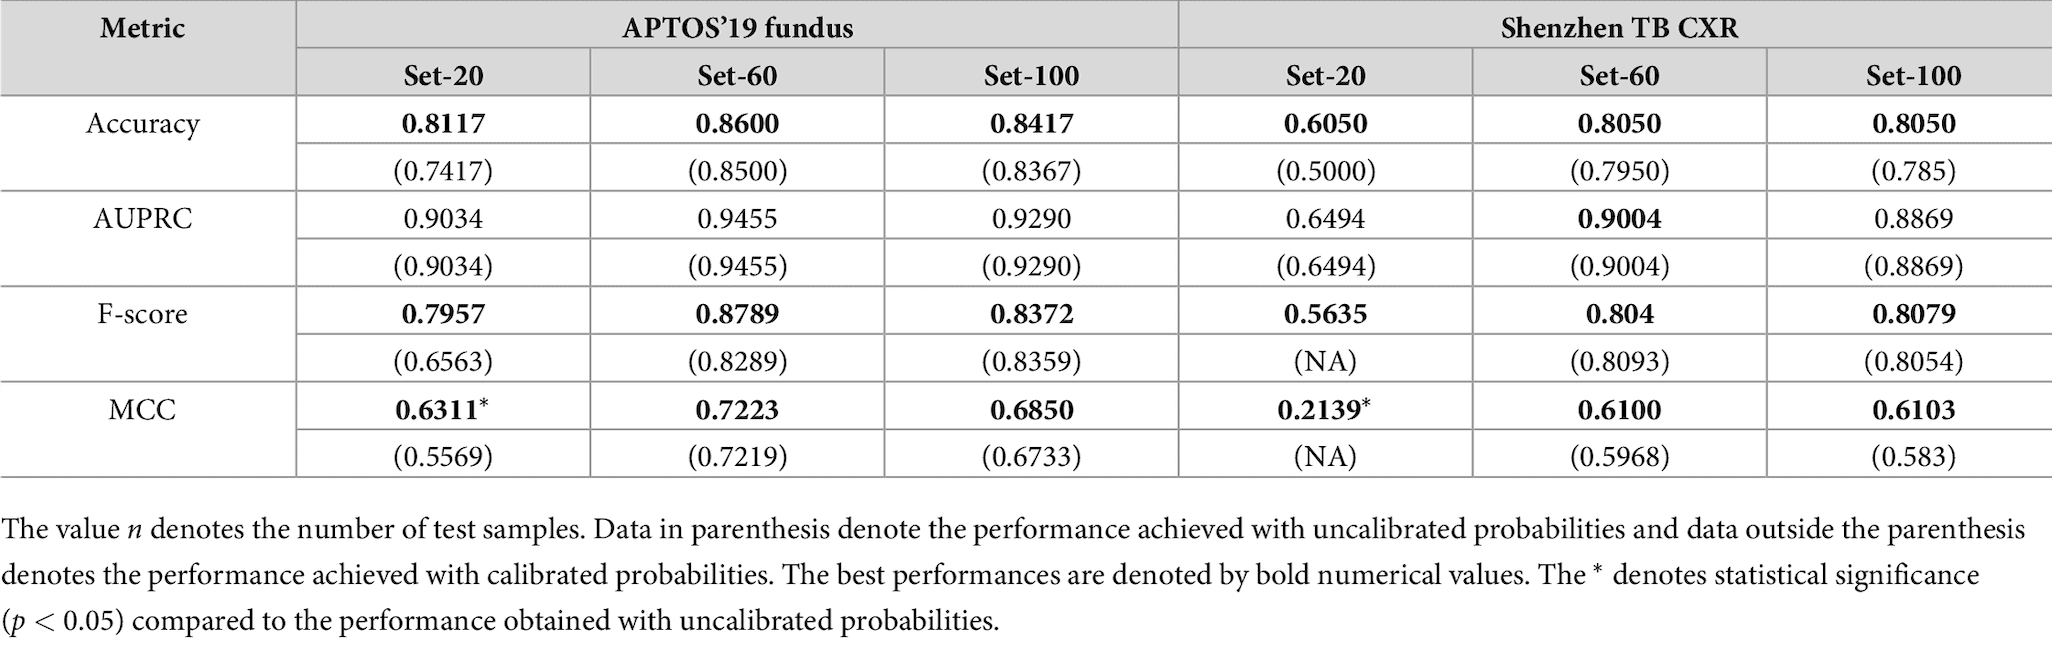 Metric APTOS’19 fundus Shenzhen TB CXR
Set-20 Set-60 Set-100 Set-20 Set-60 Set-100
Accuracy 0.8117 0.8600 0.8417 0.6050 0.8050 0.8050
(0.7417) (0.8500) (0.8367) (0.5000) (0.7950) (0.785)
AUPRC 0.9034 0.9455 0.9290 0.6494 0.9004 0.8869
(0.9034) (0.9455) (0.9290) (0.6494) (0.9004) (0.8869)
F-score 0.7957 0.8789 0.8372 0.5635 0.804 0.8079
(0.6563) (0.8289) (0.8359) (NA) (0.8093) (0.8054)
MCC 0.6311* 0.7223 0.6850 0.2139* 0.6100 0.6103
(0.5569) (0.7219) (0.6733) (NA) (0.5968) (0.583)
The value n denotes the number of test samples. Data in parenthesis denote the performance achieved with uncalibrated probabilities and data outside the parenthesis
denotes the performance achieved with calibrated probabilities. The best performances are denoted by bold numerical values. The * denotes statistical significance
(p < 0.05) compared to the performance obtained with uncalibrated probabilities.